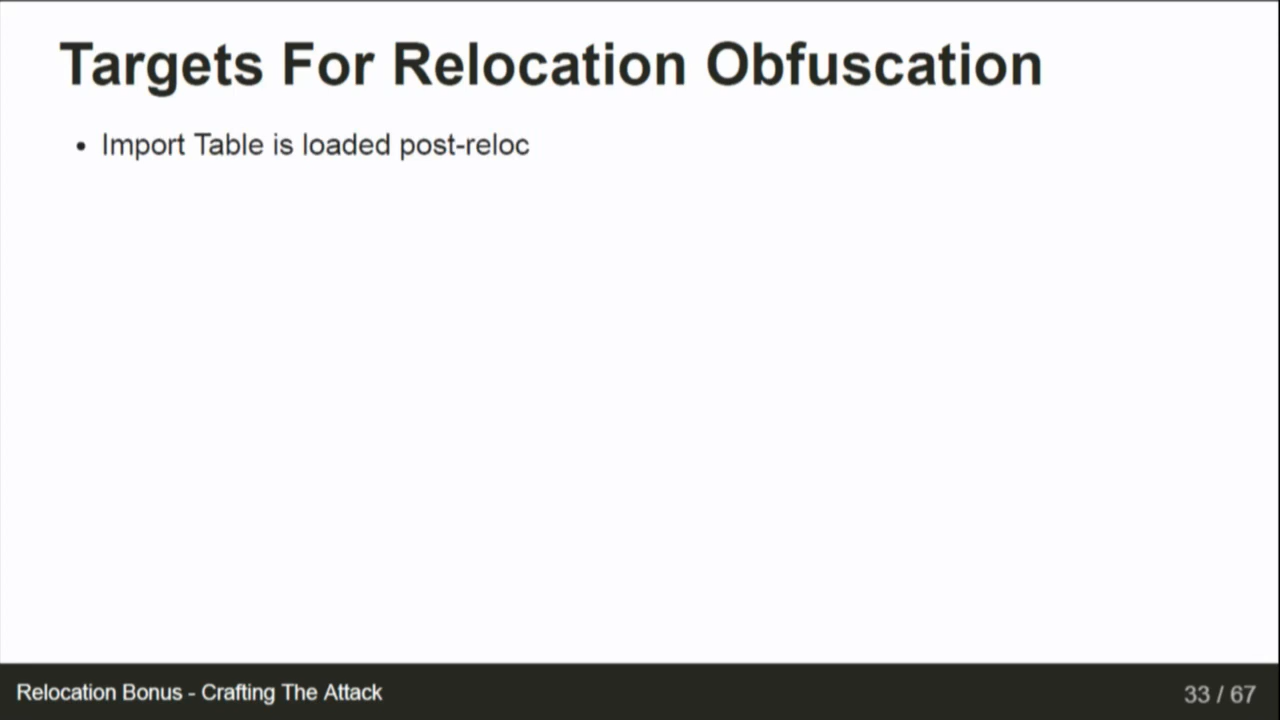 Targets For Relocation Obfuscation
• Import Table is loaded post-reloc
Relocation Bonus - Crafting The Attack
33 / 67